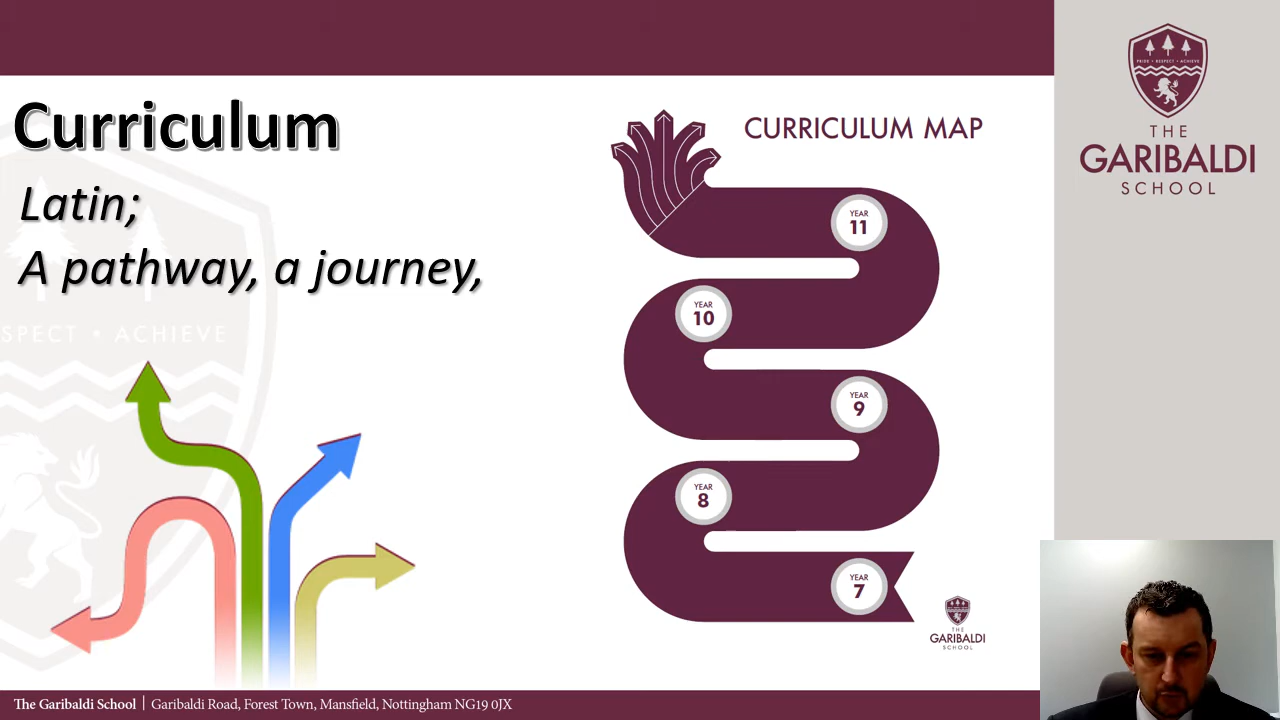 Curriculum
Latin;
A pathway, a journey,
SPECT • ACHIEVE
CURRICULUM MAP
YEAR
11
YEAR
10
YEAR
9
YEAR
8
YEAR
7
THE
GARIBALDI
SCHOOL
PRIDE • RESPECT • ACHIEVE
THE
GARIBALDI
SCHOOL
The Garibaldi School | Garibaldi Road, Forest Town, Mansfield, Nottingham NG19 0JX